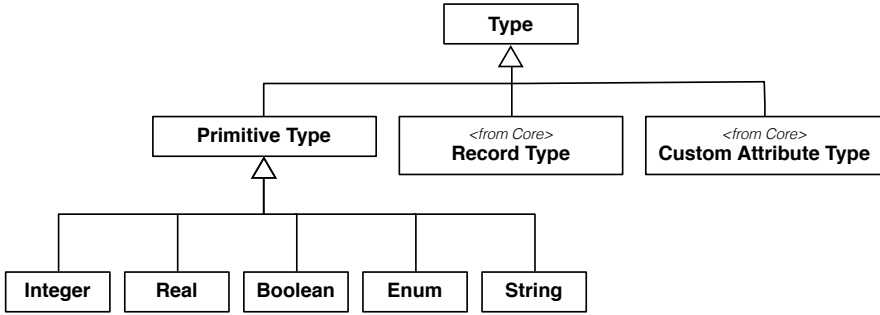 Type
Primitive Type
<from Core>
Record Type
<from Core>
Custom Attribute Type
Integer
Real
Boolean
Enum
String